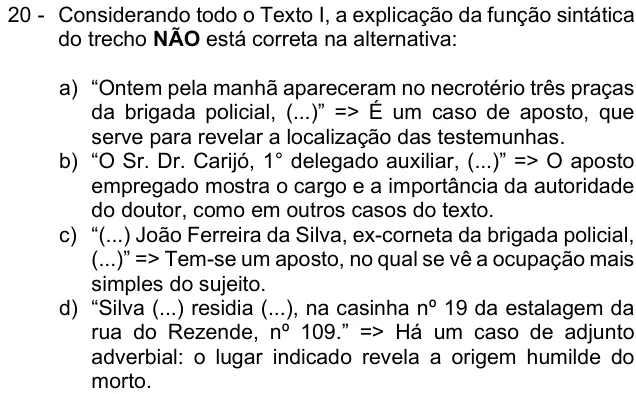 20 - Considerando todo o Texto I, a explicação da função sintática
do trecho NÃO está correta na alternativa:
a) “Ontem pela manhã apareceram no necrotério três praças
da brigada policial, (...)” => É um caso de aposto, que
serve para revelar a localização das testemunhas.
b) “O Sr. Dr. Carijó, 1° delegado auxiliar, (...)” => O aposto
empregado mostra o cargo e a importância da autoridade
do doutor, como em outros casos do texto.
c) “(...) João Ferreira da Silva, ex-corneta da brigada policial,
(...)” => Tem-se um aposto, no qual se vê a ocupação mais
simples do sujeito.
d) “Silva (...) residia (...), na casinha nº 19 da estalagem da
rua do Rezende, nº 109.” => Há um caso de adjunto
adverbial: o lugar indicado revela a origem humilde do
morto.